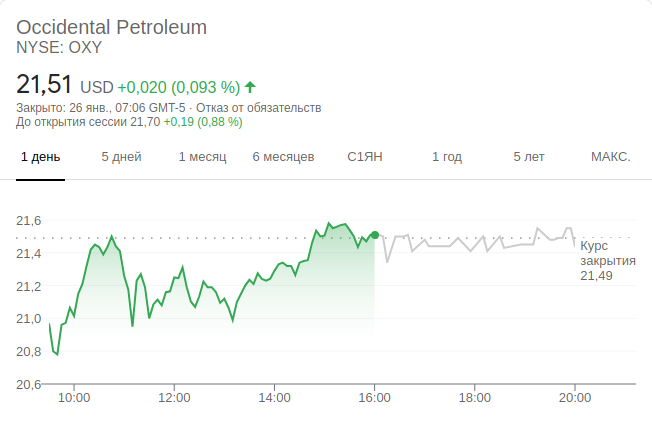 Occidental Petroleum
NYSE: OXY
21,51 USD +0,020 (0,093 %)
Закрыто: 26 янв., 07:06 GMT-5 · Отказ от обязательств
До открытия сессии 21,70 +0,19 (0,88 %)
1 день 5 дней 1 месяц 6 месяцев С1ЯН 1 год 5 лет МАКС.
21,6
21,4
21,2
21,0
20,8
20,6
Курс
закрытия
21,49
10:00 12:00 14:00 16:00 18:00 20:00